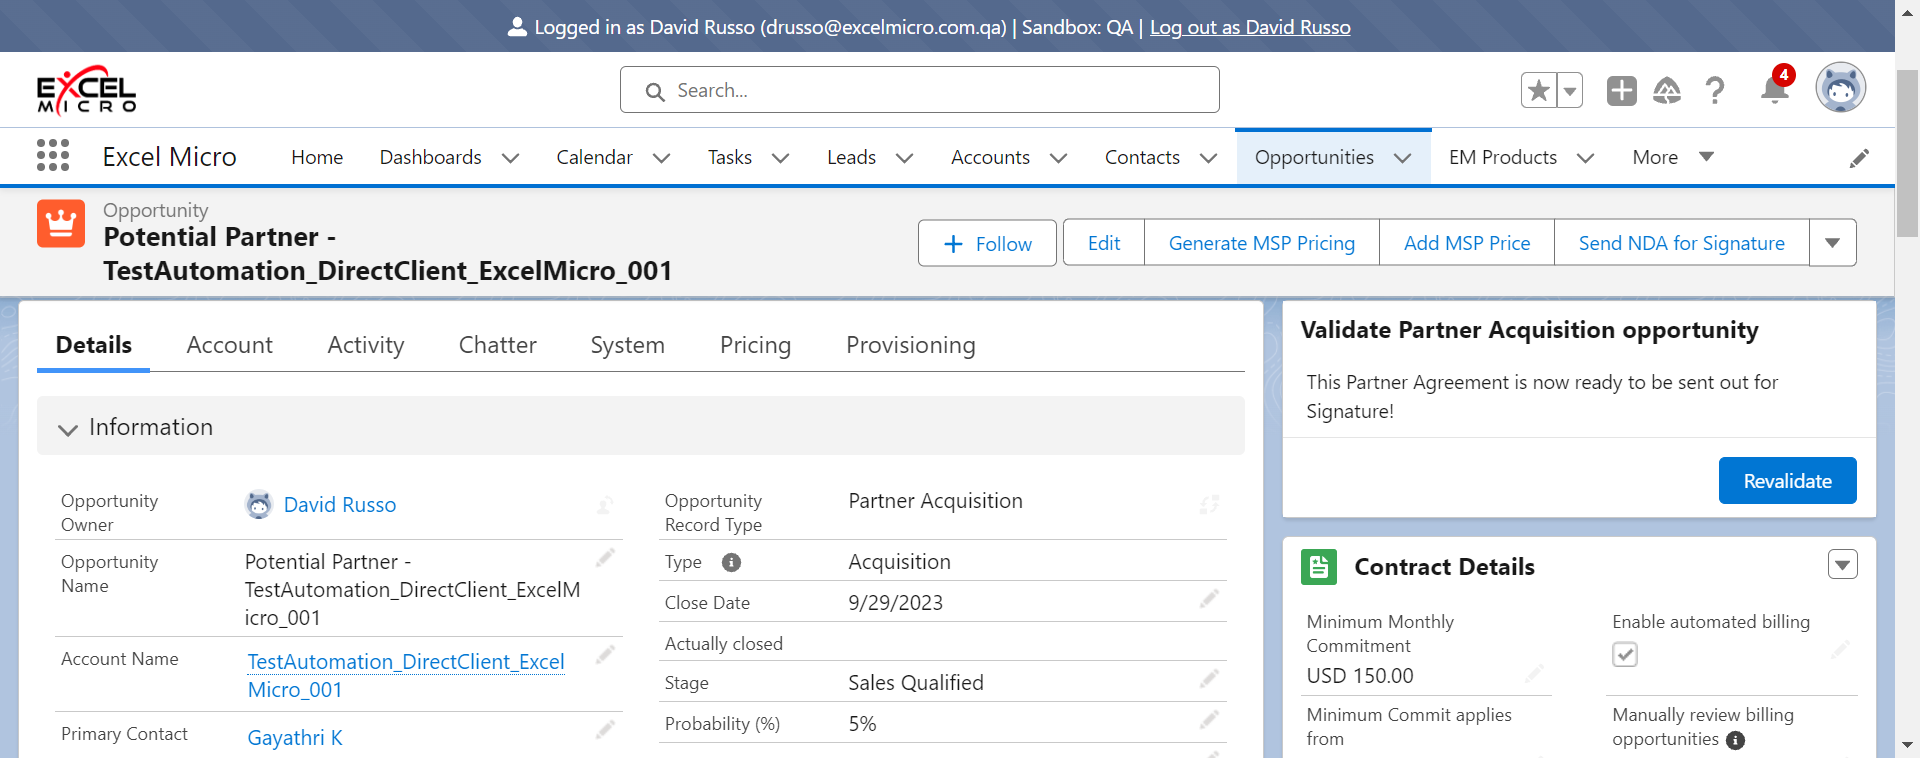 Logged in as David Russo (drusso@excelmicro.com.qa) | Sandbox: QA | Log out as David Russo
EXCEL
MICRO
Search...
4
Excel Micro
Home
Dashboards
Calendar
Tasks
Leads
Accounts
Contacts
Opportunities
EM Products
More
Opportunity
Potential Partner -
TestAutomation_DirectClient_ExcelMicro_001
Follow
Edit
Generate MSP Pricing
Add MSP Price
Send NDA for Signature
Details
Account
Activity
Chatter
System
Pricing
Provisioning
Information
Opportunity
Owner
David Russo
Opportunity
Record Type
Partner Acquisition
Opportunity
Name
Potential Partner -
TestAutomation_DirectClient_ExcelM
icro_001
Type
Acquisition
Close Date
9/29/2023
Actually closed
Account Name
TestAutomation_DirectClient_Excel
Micro_001
Stage
Sales Qualified
Primary Contact
Gayathri K
Probability (%)
5%
Validate Partner Acquisition opportunity
This Partner Agreement is now ready to be sent out for
Signature!
Revalidate
Contract Details
Minimum Monthly
Commitment
USD 150.00
Enable automated billing
Minimum Commit applies
from
Manually review billing
opportunities